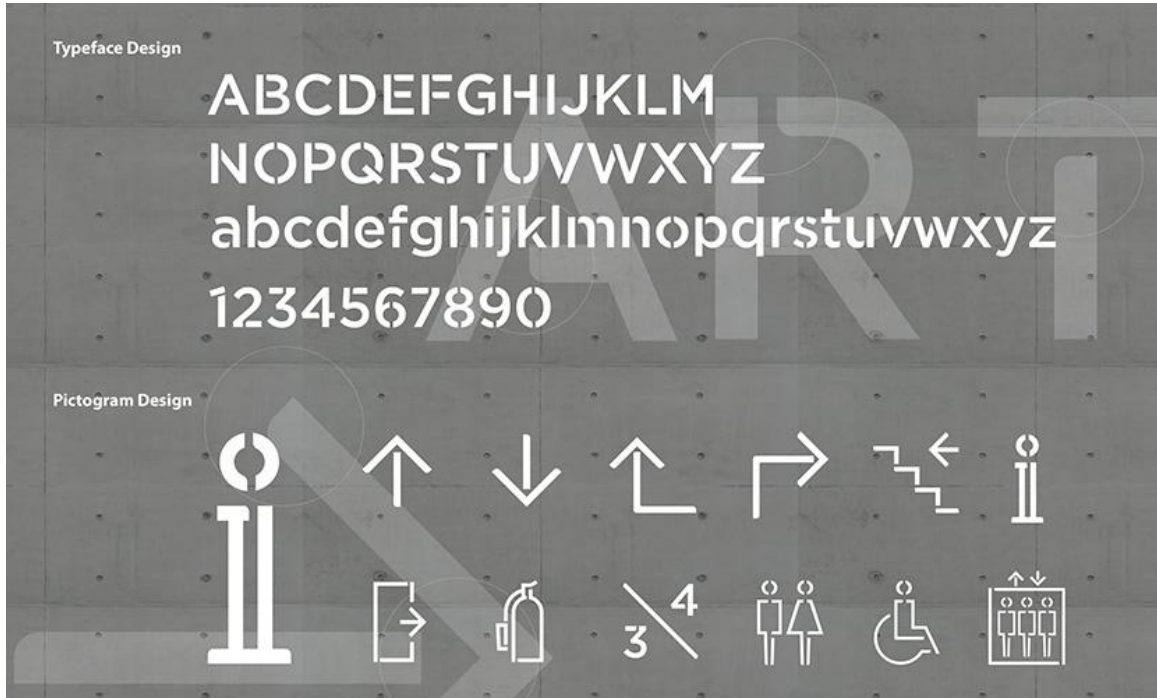 Typeface Design
ABCDEFGHIJKLM
NOPQRSTUVWXYZ
abcdefghijklmnopqrstuvwxyz
1234567890
ART
Pictogram Design
i
i
4
3